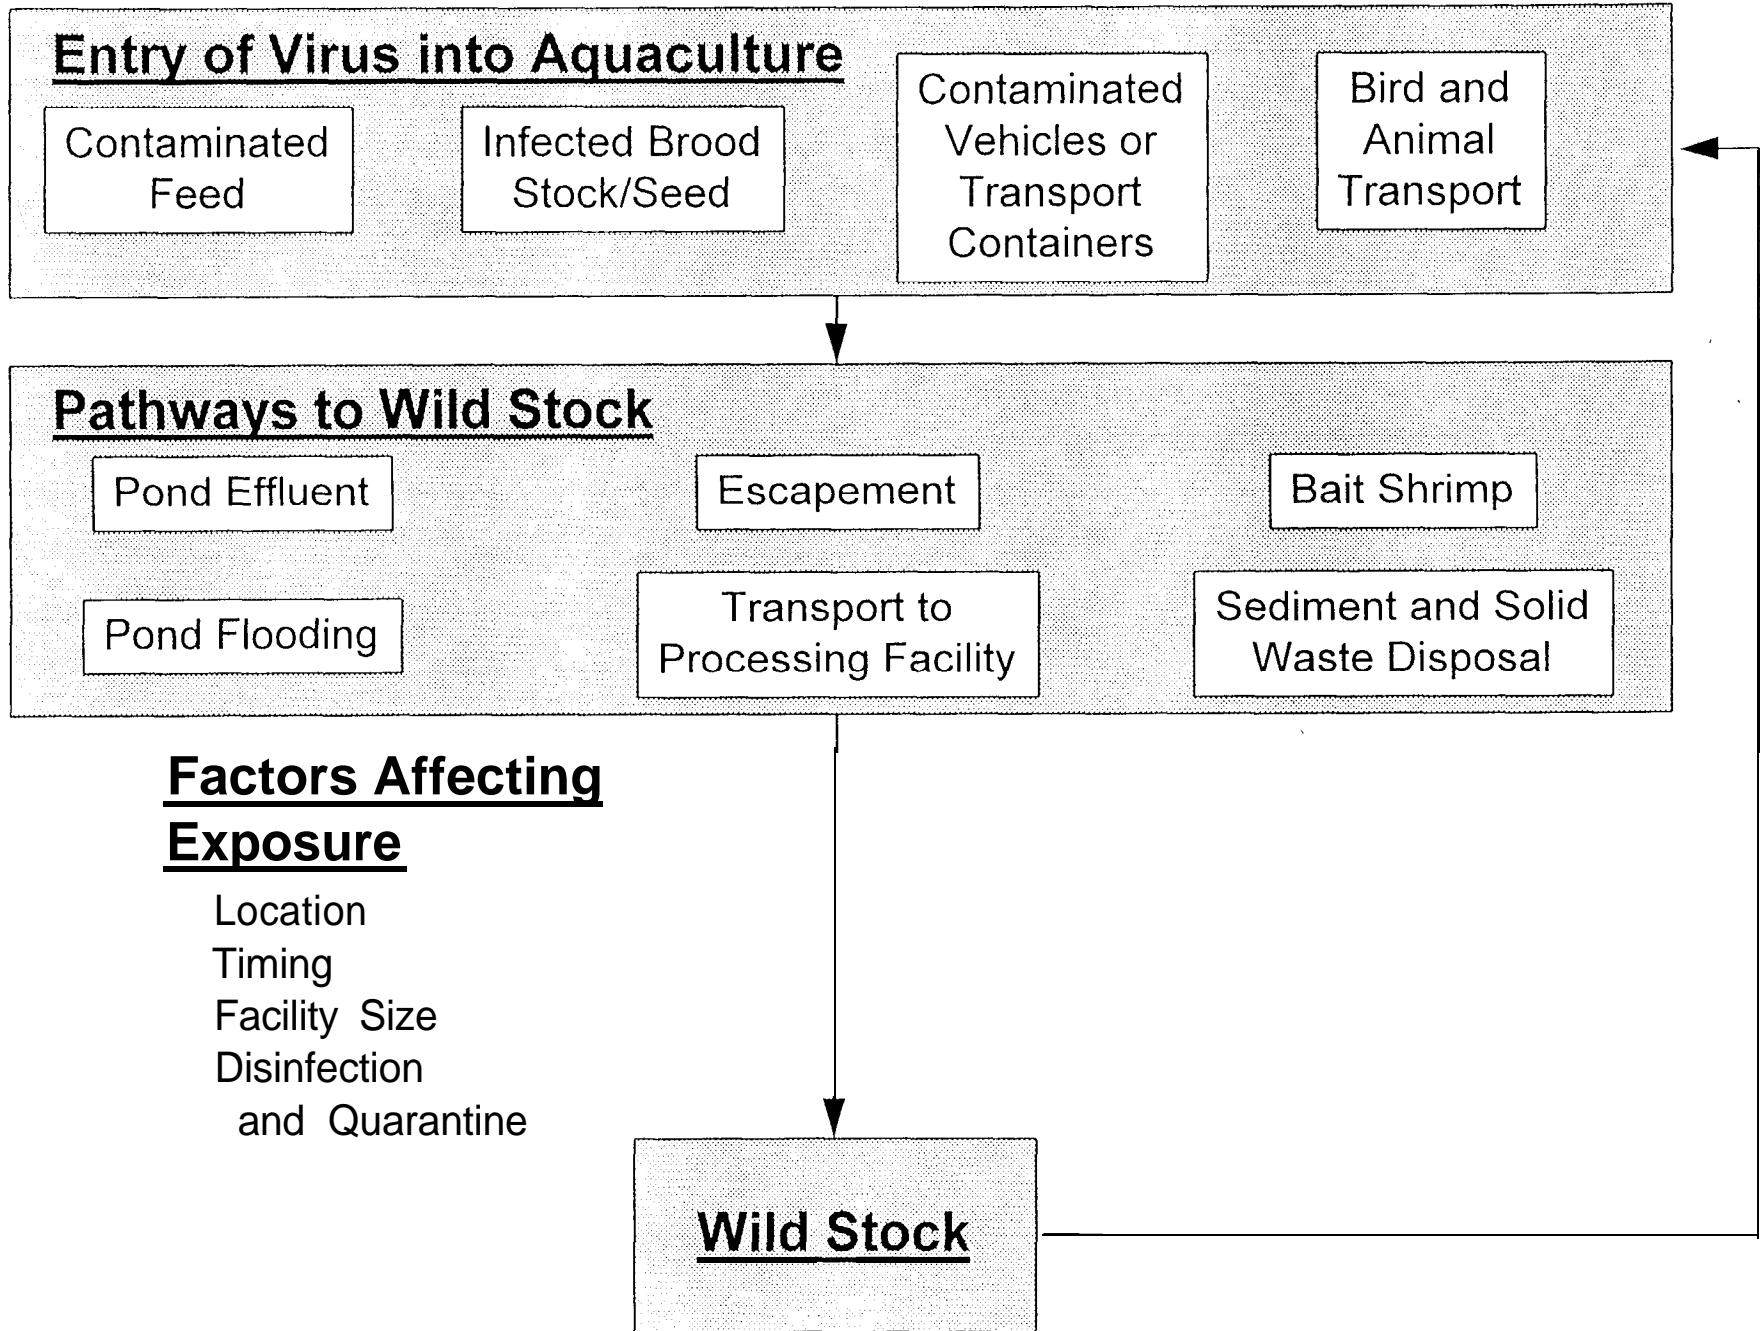 Entry of Virus into Aquaculture
Contaminated
Feed
Infected Brood
Stock/Seed
Contaminated
Vehicles or
Transport
Containers
Bird and
Animal
Transport
Pathways to Wild Stock
Pond Effluent
Escapement
Bait Shrimp
Pond Flooding
Transport to
Processing Facility
Sediment and Solid
Waste Disposal
Factors Affecting
Exposure
Location
Timing
Facility Size
Disinfection
and Quarantine
Wild Stock